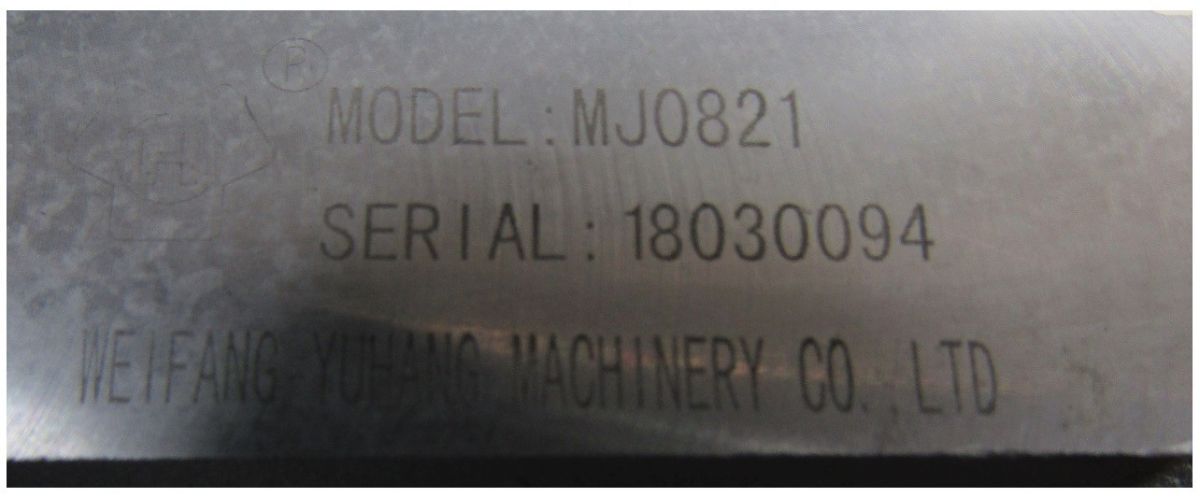 ®
MODEL:MJ0821
SERIAL:18030094
WEIFANG YUHANG MACHINERY CO.,LTD